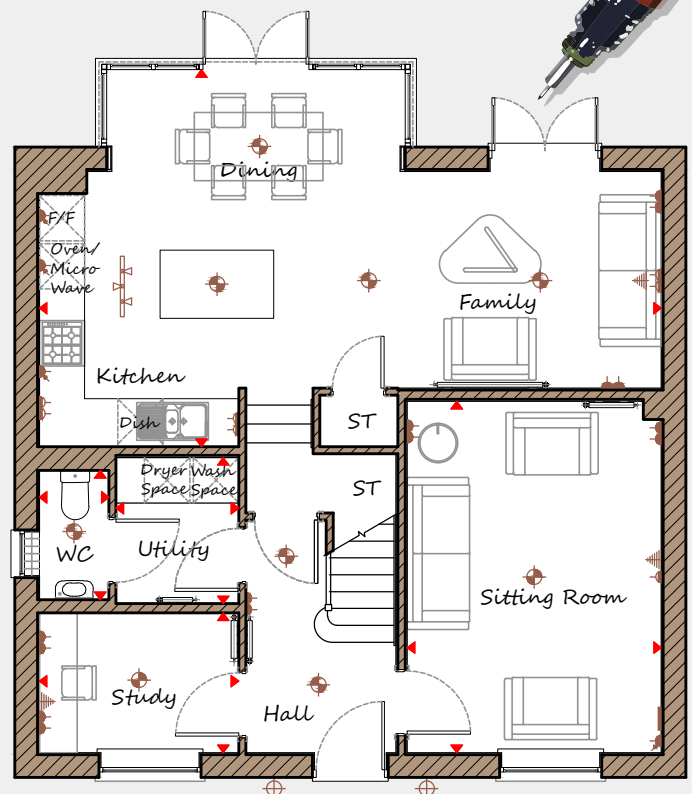 Dining
F/F
Oven/
Micro
Wave
Family
Kitchen
Dish
ST
Dryer Wash
Space Space
ST
WC
Utility
Sitting Room
Study
Hall